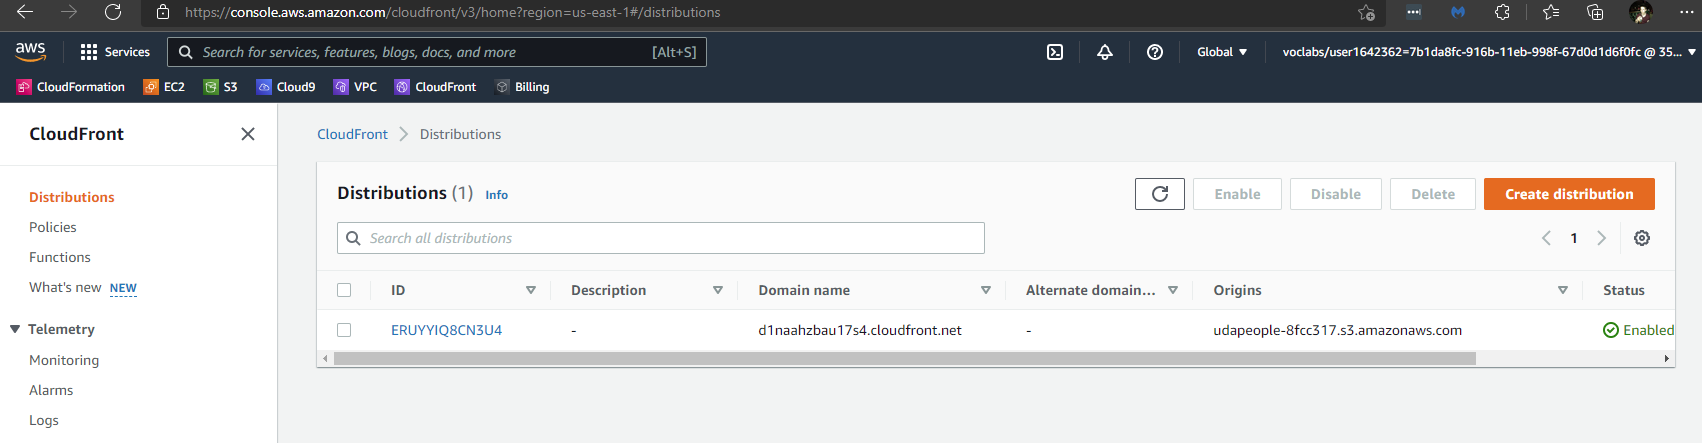 https://console.aws.amazon.com/cloudfront/v3/home?region=us-east-1#/distributions
aws Services Search for services, features, blogs, docs, and more [Alt+S] Global voclabs/user1642362=7b1da8fc-916b-11eb-998f-67d0d1d6f0fc @ 35...
CloudFormation EC2 S3 Cloud9 VPC CloudFront Billing
CloudFront
Distributions
Policies
Functions
What's new NEW
Telemetry
Monitoring
Alarms
Logs
CloudFront Distributions
Distributions (1) Info Enable Disable Delete Create distribution
Search all distributions 1
ID Description Domain name Alternate domain... Origins Status
ERUYYIQ8CN3U4 - d1naahzbau17s4.cloudfront.net - udapeople-8fcc317.s3.amazonaws.com Enabled